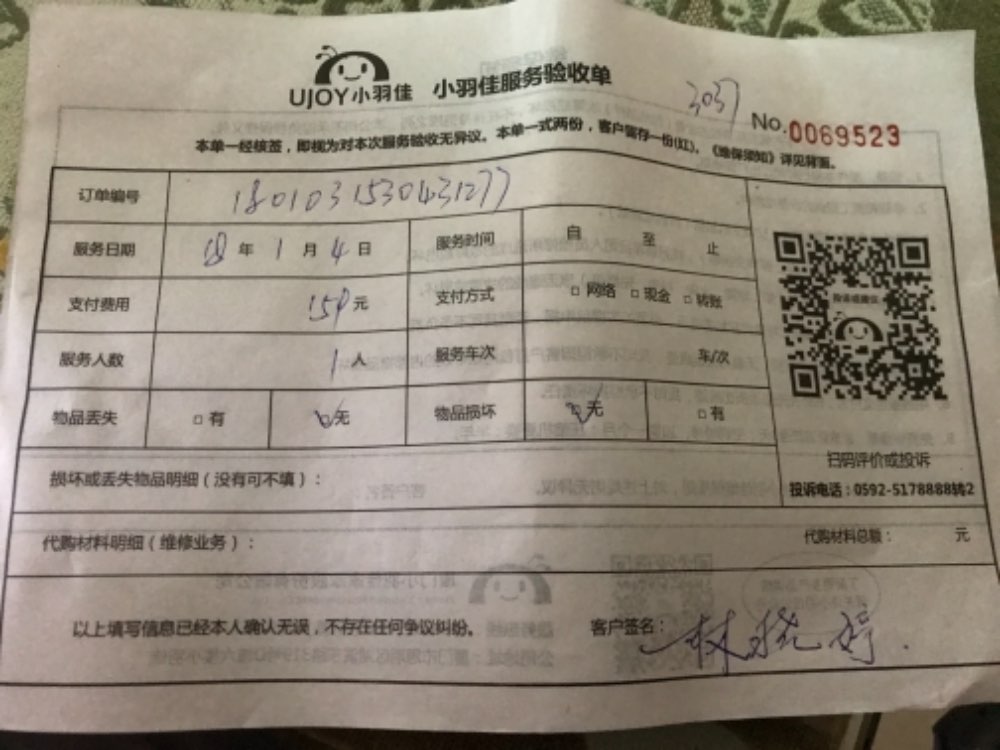 UJOY小羽佳 小羽佳服务验收单
3037 No.0069523
本单一经核签，即视为对本次服务验收无异议。本单一式两份，客户需存一份(红)。《维保须知》详见背面。
订单编号 1801031530431277
服务日期 18年1月4日 服务时间 自 至 止
支付费用 元 支付方式 □网络 □现金 □转账
服务人数 1人 服务车次 车/次
物品丢失 □有 □无 物品损坏 □无 □有
扫码评价或投诉
投诉电话：0592-5178888转2
损坏或丢失物品明细（没有可不填）：
代购材料明细（维修业务）： 代购材料总额： 元
以上填写信息已经本人确认无误，不存在任何争议纠纷。 客户签名：林晓婷